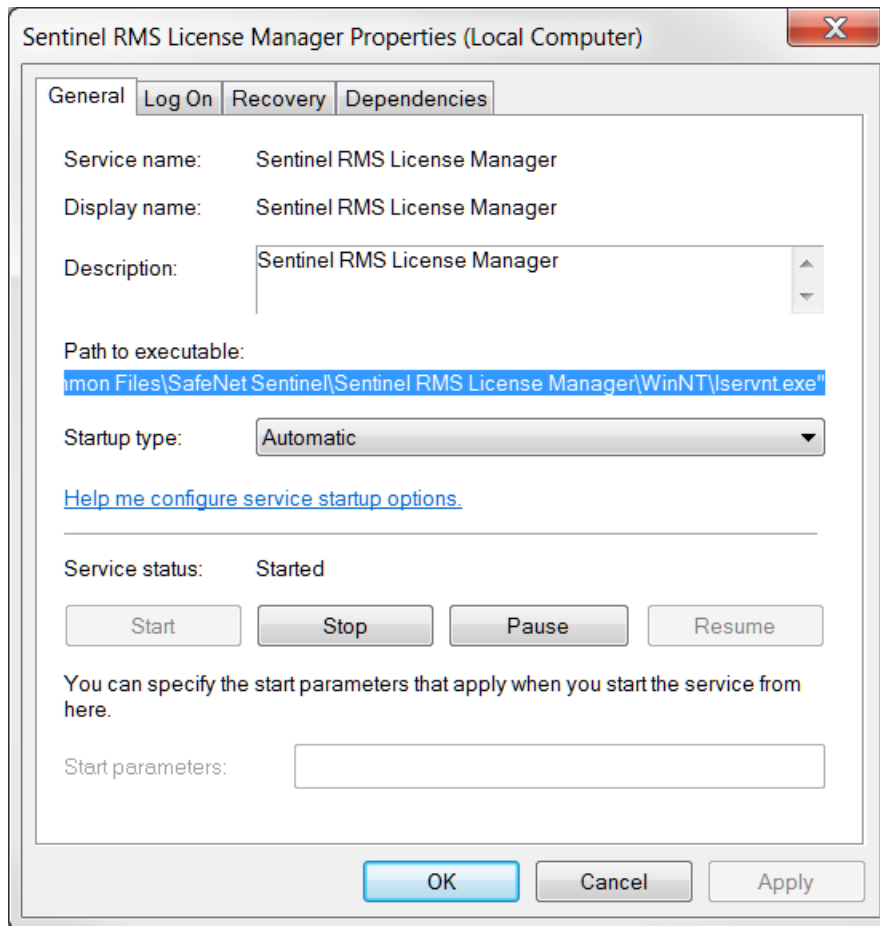 Sentinel RMS License Manager Properties (Local Computer)
General Log On Recovery Dependencies
Service name: Sentinel RMS License Manager
Display name: Sentinel RMS License Manager
Description: Sentinel RMS License Manager
Path to executable:
mmon Files\SafeNet Sentinel\Sentinel RMS License Manager\WinNT\lservnt.exe"
Startup type: Automatic
Help me configure service startup options.
Service status: Started
Start Stop Pause Resume
You can specify the start parameters that apply when you start the service from
here.
Start parameters:
OK Cancel Apply